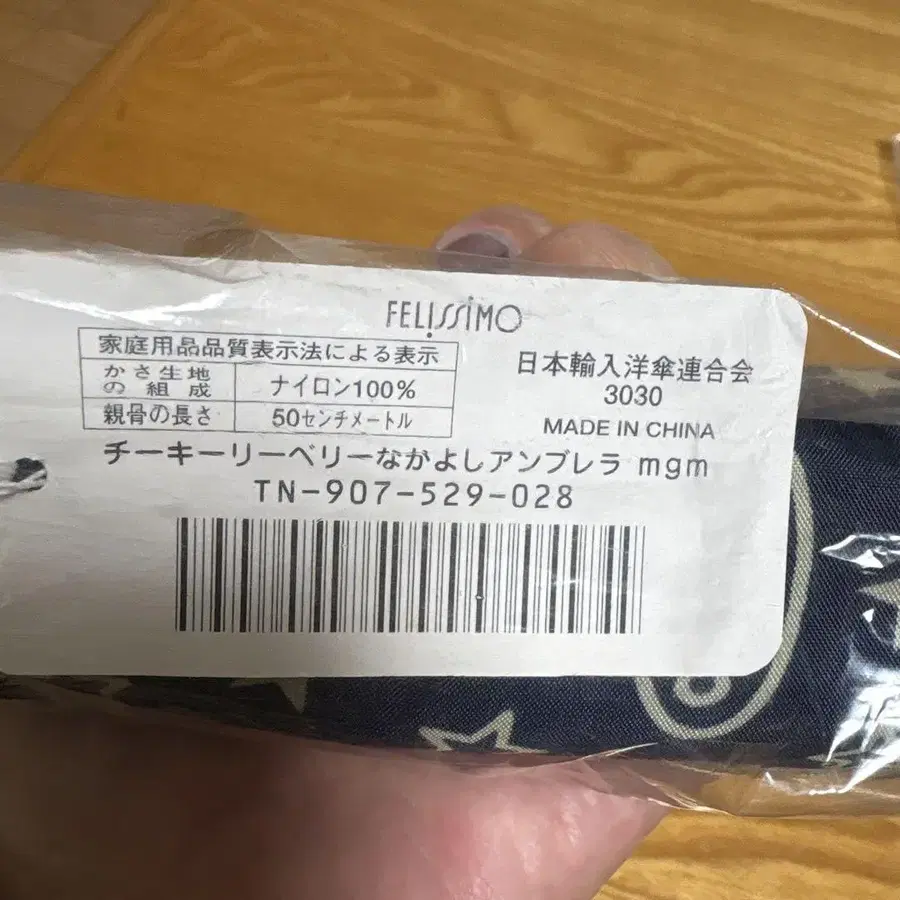 FELISSIMO
家庭用品品質表示法による表示
かさ生地の組成 ナイロン100%
親骨の長さ 50センチメートル
日本輸入洋傘連合会
3030
MADE IN CHINA
チーキーリーベリーなかよしアンブレラ mgm
TN-907-529-028